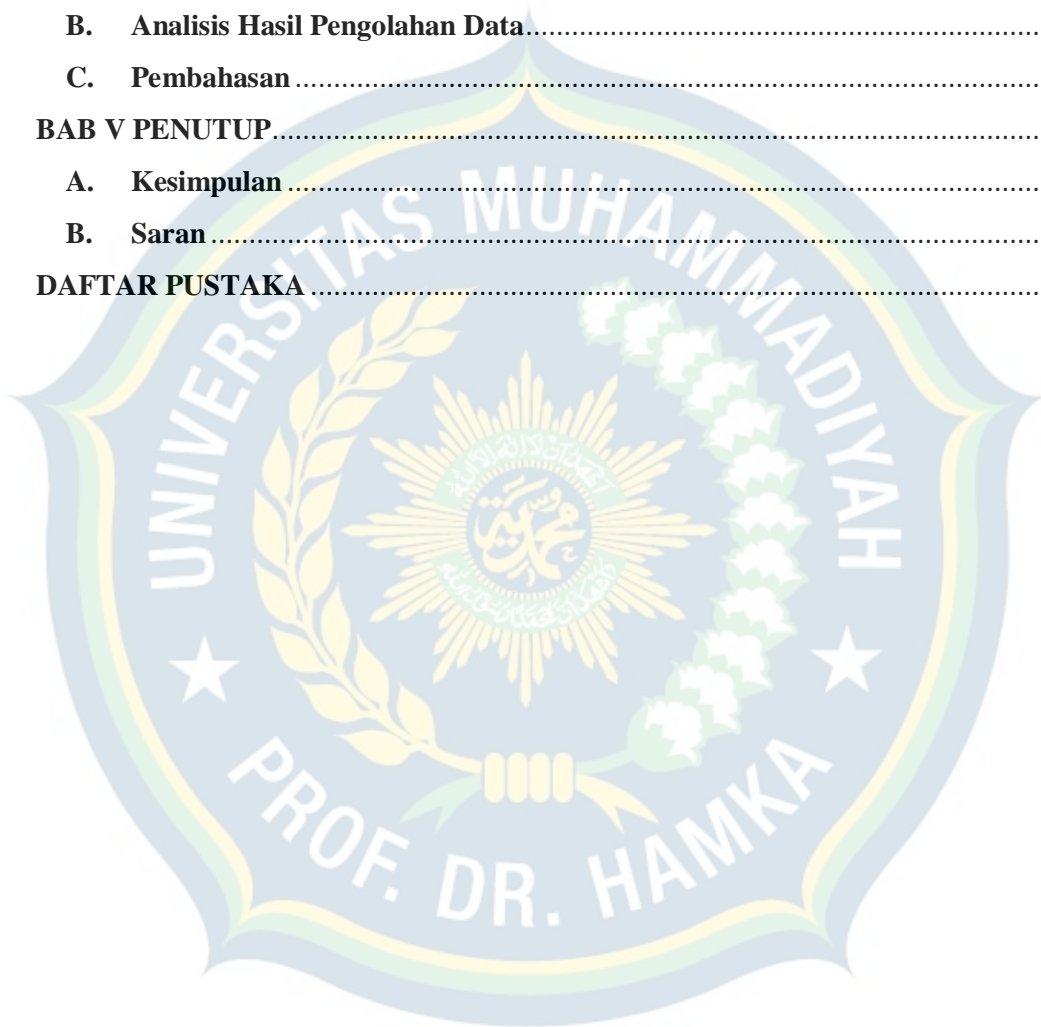 B. Analisis Hasil Pengolahan Data........................................................................
C. Pembahasan........................................................................
BAB V PENUTUP........................................................................
A. Kesimpulan........................................................................
B. Saran........................................................................
DAFTAR PUSTAKA........................................................................
UNIVERSITAS MUHAMMADIYAH
PROF. DR. HAMKA